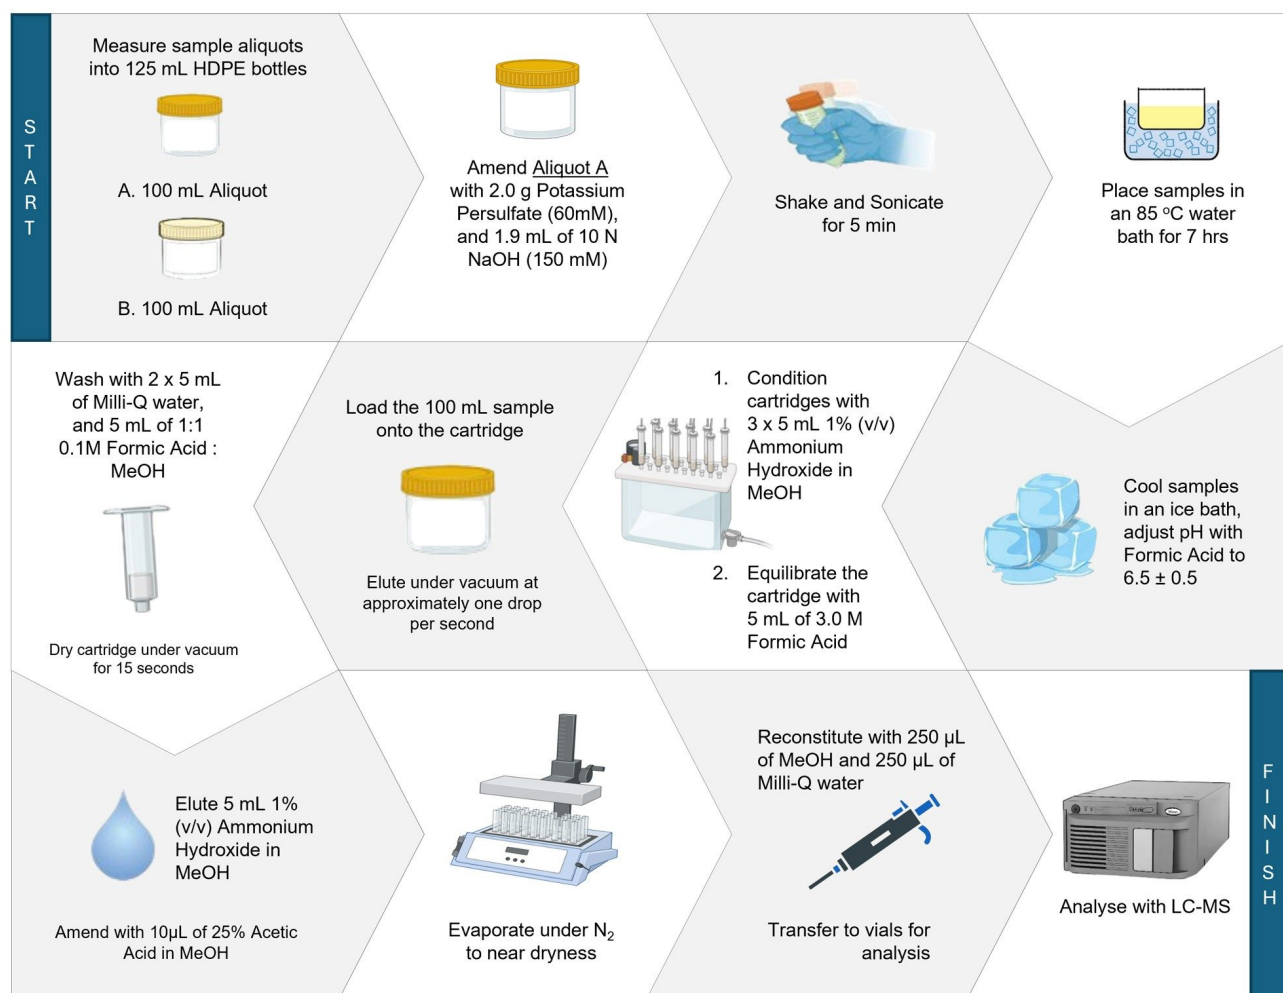 START
Measure sample aliquots
into 125 mL HDPE bottles
A. 100 mL Aliquot
B. 100 mL Aliquot
Amend Aliquot A
with 2.0 g Potassium
Persulfate (60mM),
and 1.9 mL of 10 N
NaOH (150 mM)
Shake and Sonicate
for 5 min
Place samples in
an 85 °C water
bath for 7 hrs
Cool samples
in an ice bath,
adjust pH with
Formic Acid to
6.5 ± 0.5
1. Condition
cartridges with
3 x 5 mL 1% (v/v)
Ammonium
Hydroxide in
MeOH
2. Equilibrate the
cartridge with
5 mL of 3.0 M
Formic Acid
Load the 100 mL sample
onto the cartridge
Elute under vacuum at
approximately one drop
per second
Wash with 2 x 5 mL
of Milli-Q water,
and 5 mL of 1:1
0.1M Formic Acid :
MeOH
Dry cartridge under vacuum
for 15 seconds
Elute 5 mL 1%
(v/v) Ammonium
Hydroxide in
MeOH
Amend with 10µL of 25% Acetic
Acid in MeOH
Evaporate under N₂
to near dryness
Reconstitute with 250 µL
of MeOH and 250 µL of
Milli-Q water
Transfer to vials for
analysis
Analyse with LC-MS
FINISH